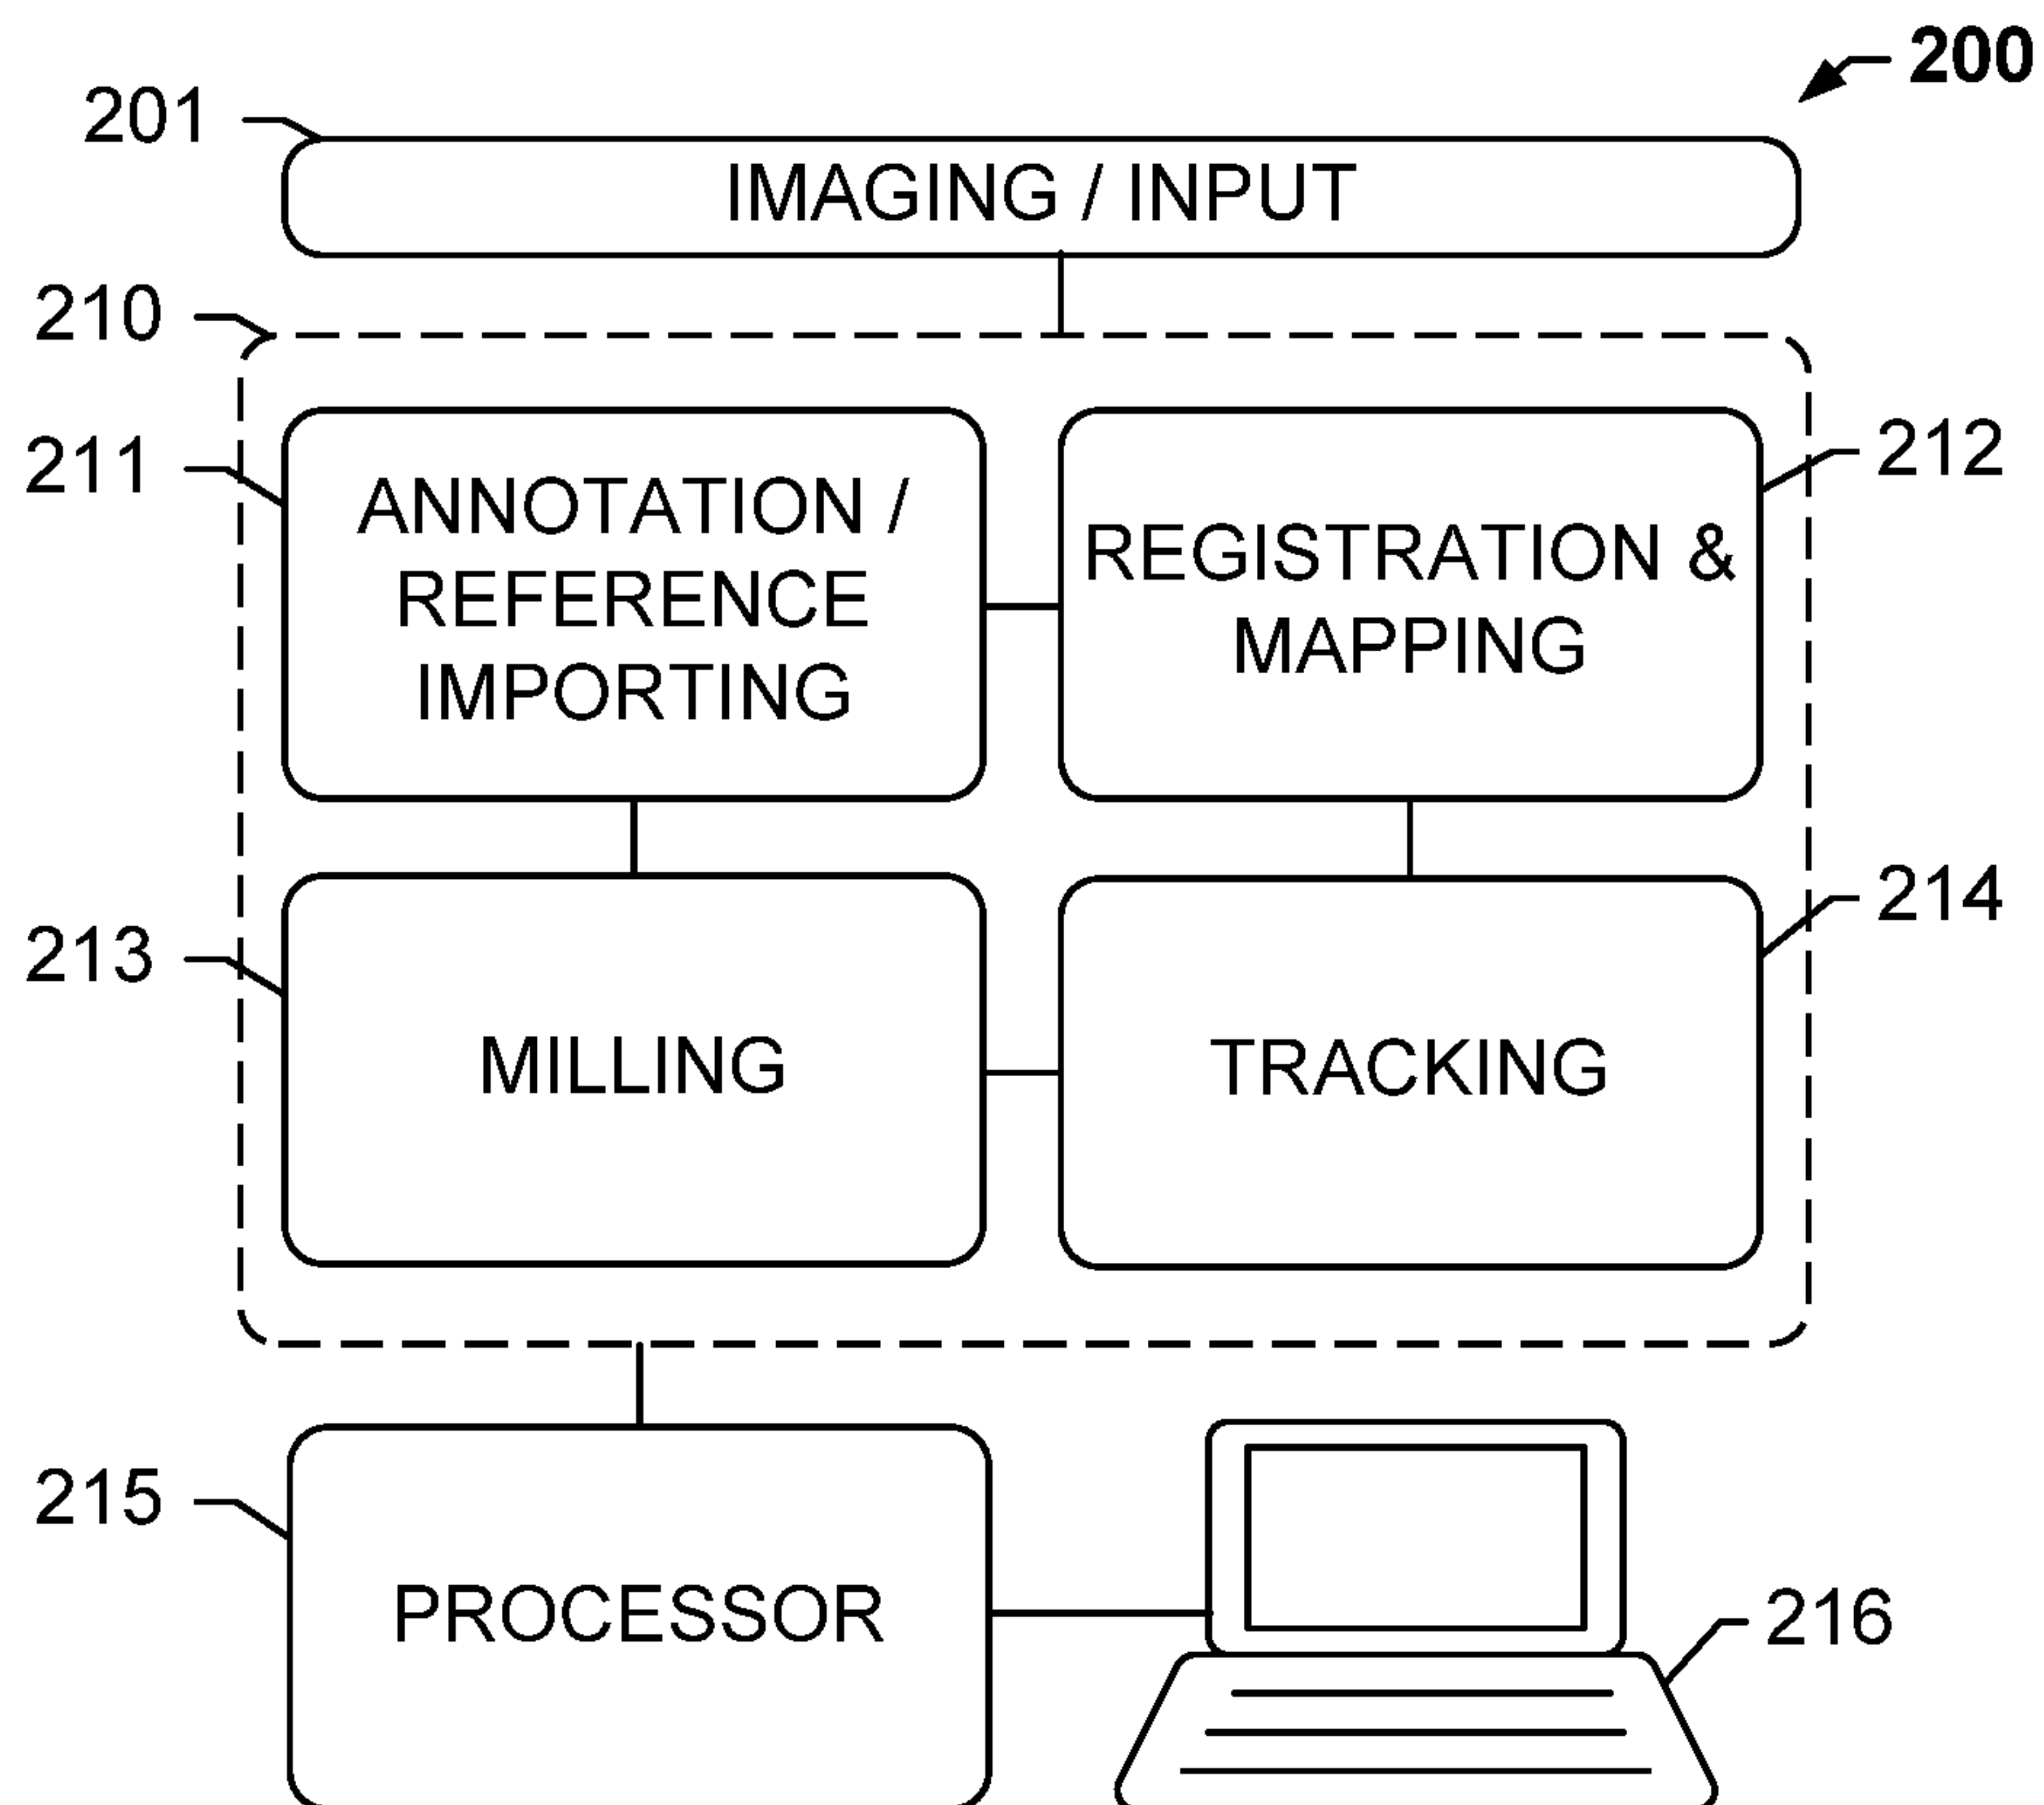 200
201
IMAGING / INPUT
210
211
ANNOTATION /
REFERENCE
IMPORTING
212
REGISTRATION &
MAPPING
213
MILLING
214
TRACKING
215
PROCESSOR
216